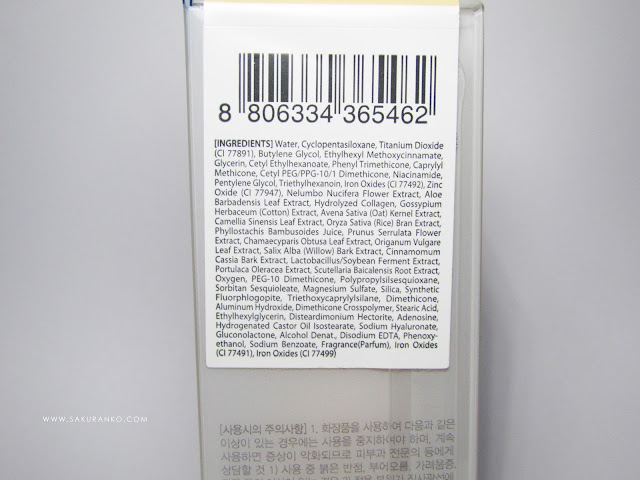 8 806334 365462
[INGREDIENTS] Water, Cyclopentasiloxane, Titanium Dioxide
(CI 77891), Butylene Glycol, Ethylhexyl Methoxycinnamate,
Glycerin, Cetyl Ethylhexanoate, Phenyl Trimethicone, Caprylyl
Methicone, Cetyl PEG/PPG-10/1 Dimethicone, Niacinamide,
Pentylene Glycol, Triethylhexanoin, Iron Oxides (CI 77492), Zinc
Oxide (CI 77947), Nelumbo Nucifera Flower Extract, Aloe
Barbadensis Leaf Extract, Hydrolyzed Collagen, Gossypium
Herbaceum (Cotton) Extract, Avena Sativa (Oat) Kernel Extract,
Camellia Sinensis Leaf Extract, Oryza Sativa (Rice) Bran Extract,
Phyllostachis Bambusoides Juice, Prunus Serrulata Flower
Extract, Chamaecyparis Obtusa Leaf Extract, Origanum Vulgare
Leaf Extract, Salix Alba (Willow) Bark Extract, Cinnamomum
Cassia Bark Extract, Lactobacillus/Soybean Ferment Extract,
Portulaca Oleracea Extract, Scutellaria Baicalensis Root Extract,
Oxygen, PEG-10 Dimethicone, Polypropylsilsesquioxane,
Sorbitan Sesquioleate, Magnesium Sulfate, Silica, Synthetic
Fluorphlogopite, Triethoxycaprylylsilane, Dimethicone,
Aluminum Hydroxide, Dimethicone Crosspolymer, Stearic Acid,
Ethylhexylglycerin, Disteardimonium Hectorite, Adenosine,
Hydrogenated Castor Oil Isostearate, Sodium Hyaluronate,
Gluconolactone, Alcohol Denat., Disodium EDTA, Phenoxy-
ethanol, Sodium Benzoate, Fragrance(Parfum), Iron Oxides
(CI 77491), Iron Oxides (CI 77499)
WWW.SAKURANKO.COM
[사용시의 주의사항] 1. 화장품을 사용하여 다음과 같은
이상이 있는 경우에는 사용을 중지하여야 하며, 계속
사용하면 증상이 악화되므로 피부과 전문의 등에게
상담할 것 1) 사용 중 붉은 반점, 부어오름, 가려움증,